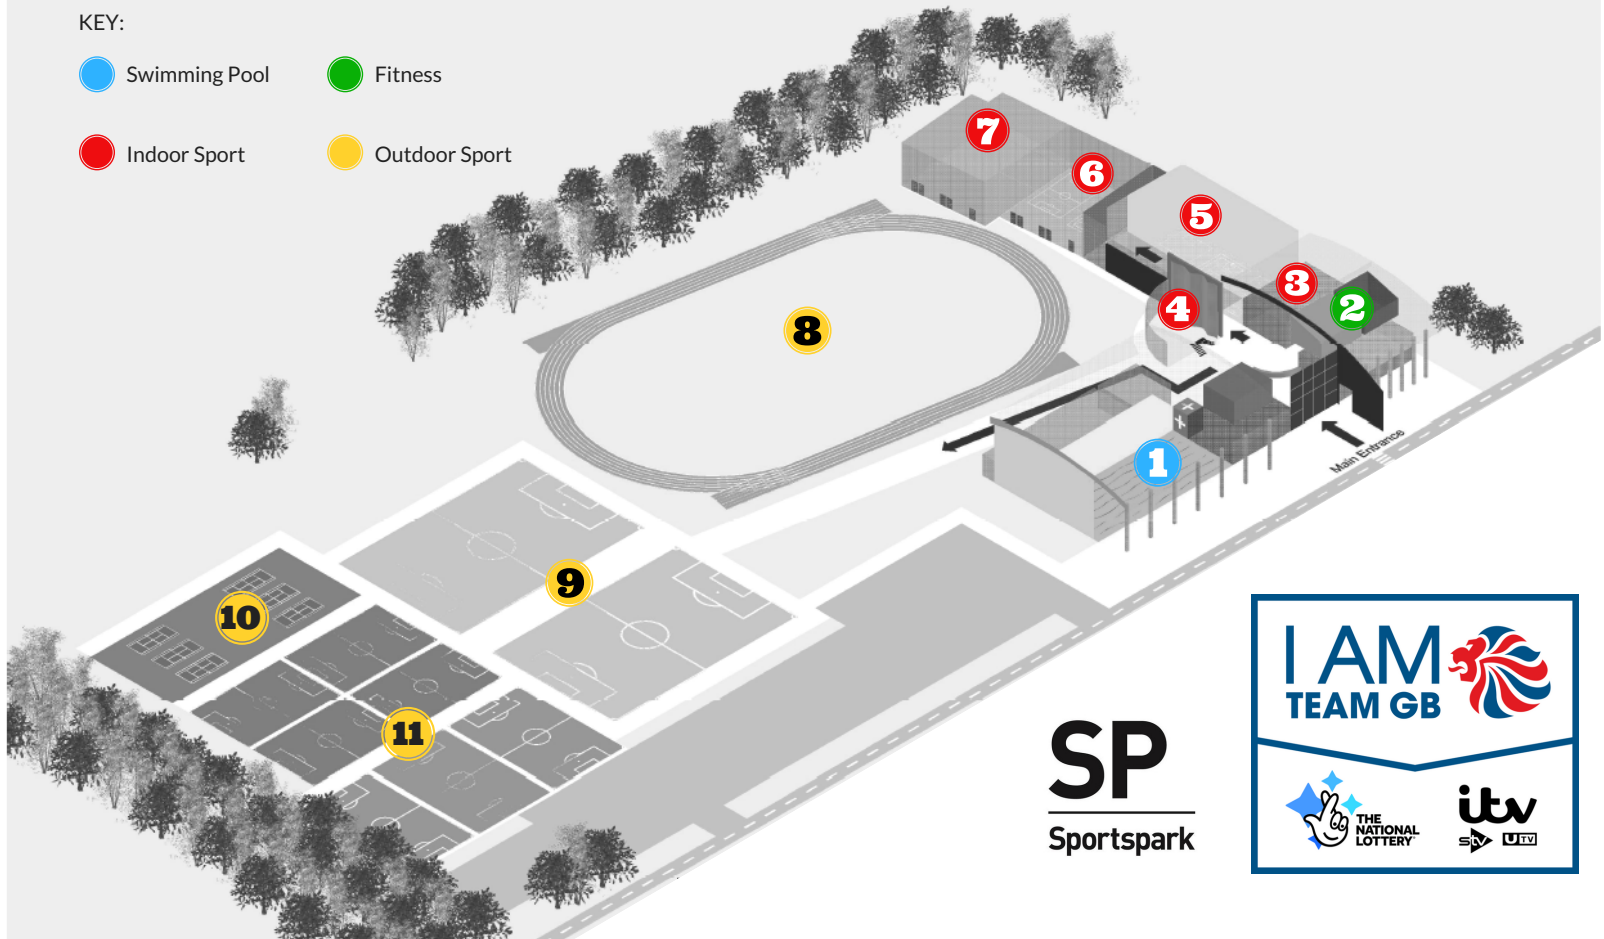 KEY:
Swimming Pool
Fitness
Indoor Sport
Outdoor Sport
7
6
5
3
2
4
8
Main Entrance
1
9
10
11
I AM
TEAM GB
SP
Sportspark
THE
NATIONAL
LOTTERY
itv
stv
UTV